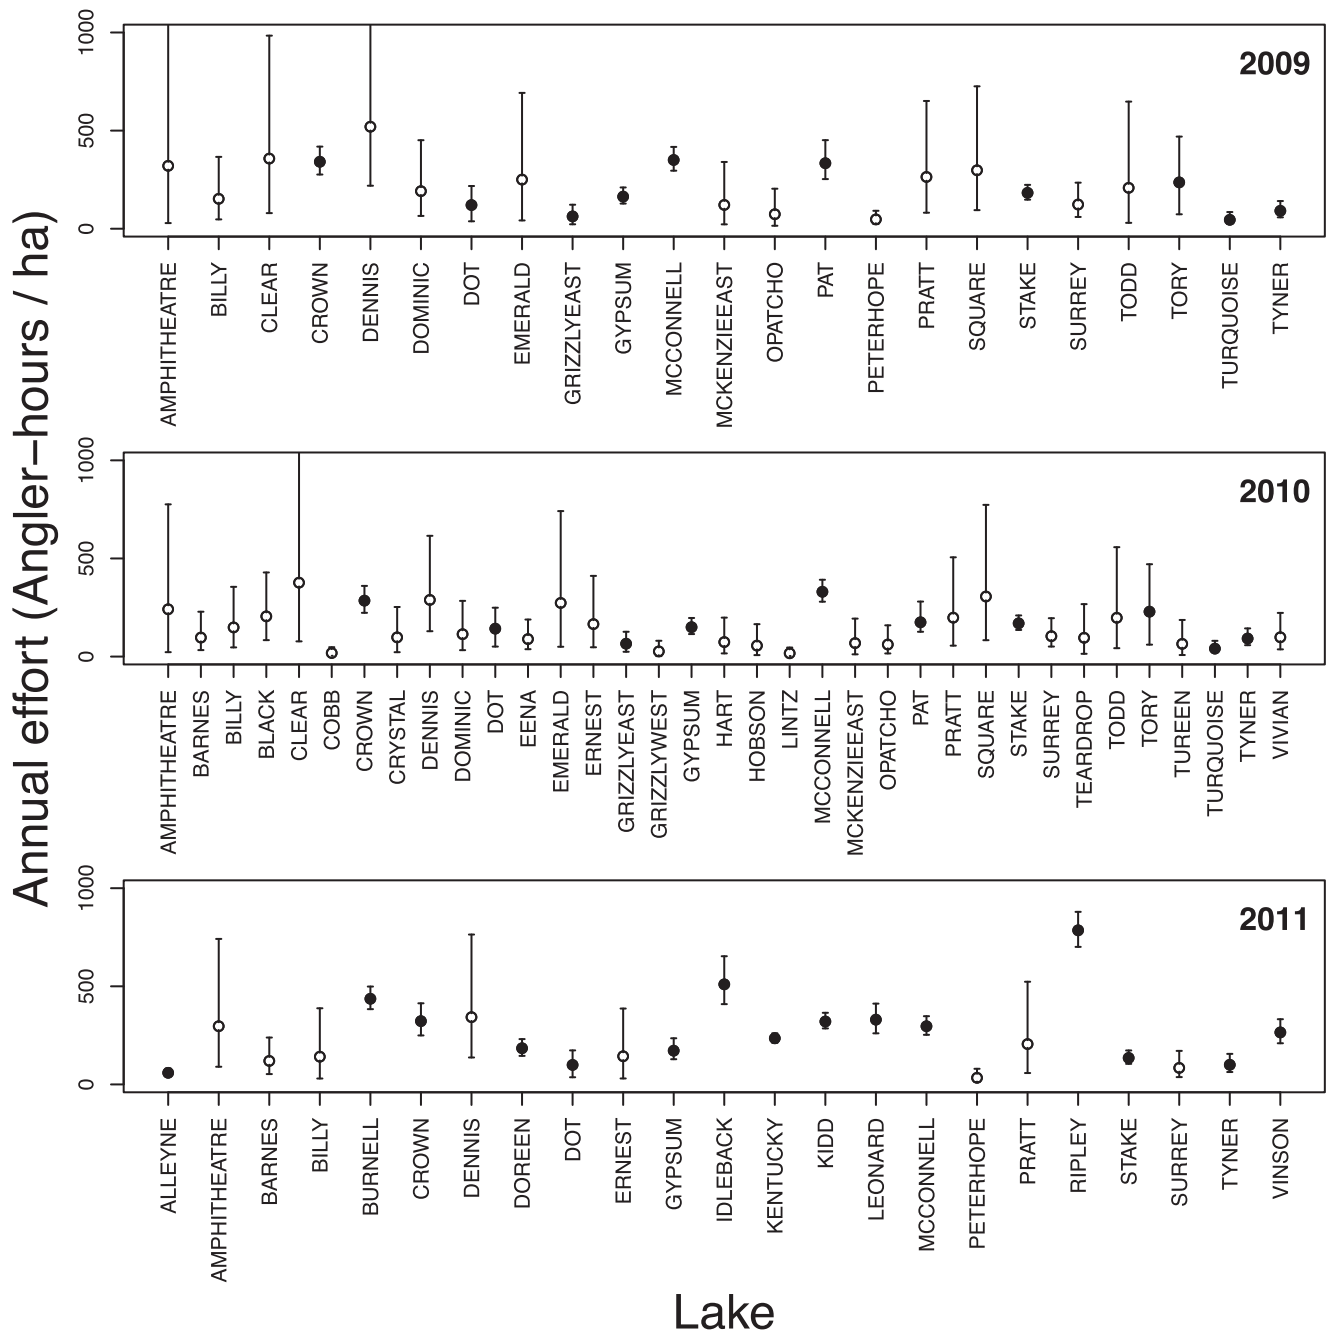 Annual effort (Angler–hours / ha)
2009
1000
500
0
AMPHITHEATRE
BILLY
CLEAR
CROWN
DENNIS
DOMINIC
DOT
EMERALD
GRIZZLYEAST
GYPSUM
MCCONNELL
MCKENZIEEAST
OPATCHO
PAT
PETERHOPE
PRATT
SQUARE
STAKE
SURREY
TODD
TORY
TURQUOISE
TYNER
2010
1000
500
0
AMPHITHEATRE
BARNES
BILLY
BLACK
CLEAR
COBB
CROWN
CRYSTAL
DENNIS
DOMINIC
DOT
EENA
EMERALD
ERNEST
GRIZZLYEAST
GRIZZLYWEST
GYPSUM
HART
HOBSON
LINTZ
MCCONNELL
MCKENZIEEAST
OPATCHO
PAT
PRATT
SQUARE
STAKE
SURREY
TEARDROP
TODD
TORY
TUREEN
TURQUOISE
TYNER
VIVIAN
2011
1000
500
0
ALLEYNE
AMPHITHEATRE
BARNES
BILLY
BURNELL
CROWN
DENNIS
DOREEN
DOT
ERNEST
GYPSUM
IDLEBACK
KENTUCKY
KIDD
LEONARD
MCCONNELL
PETERHOPE
PRATT
RIPLEY
STAKE
SURREY
TYNER
VINSON
Lake